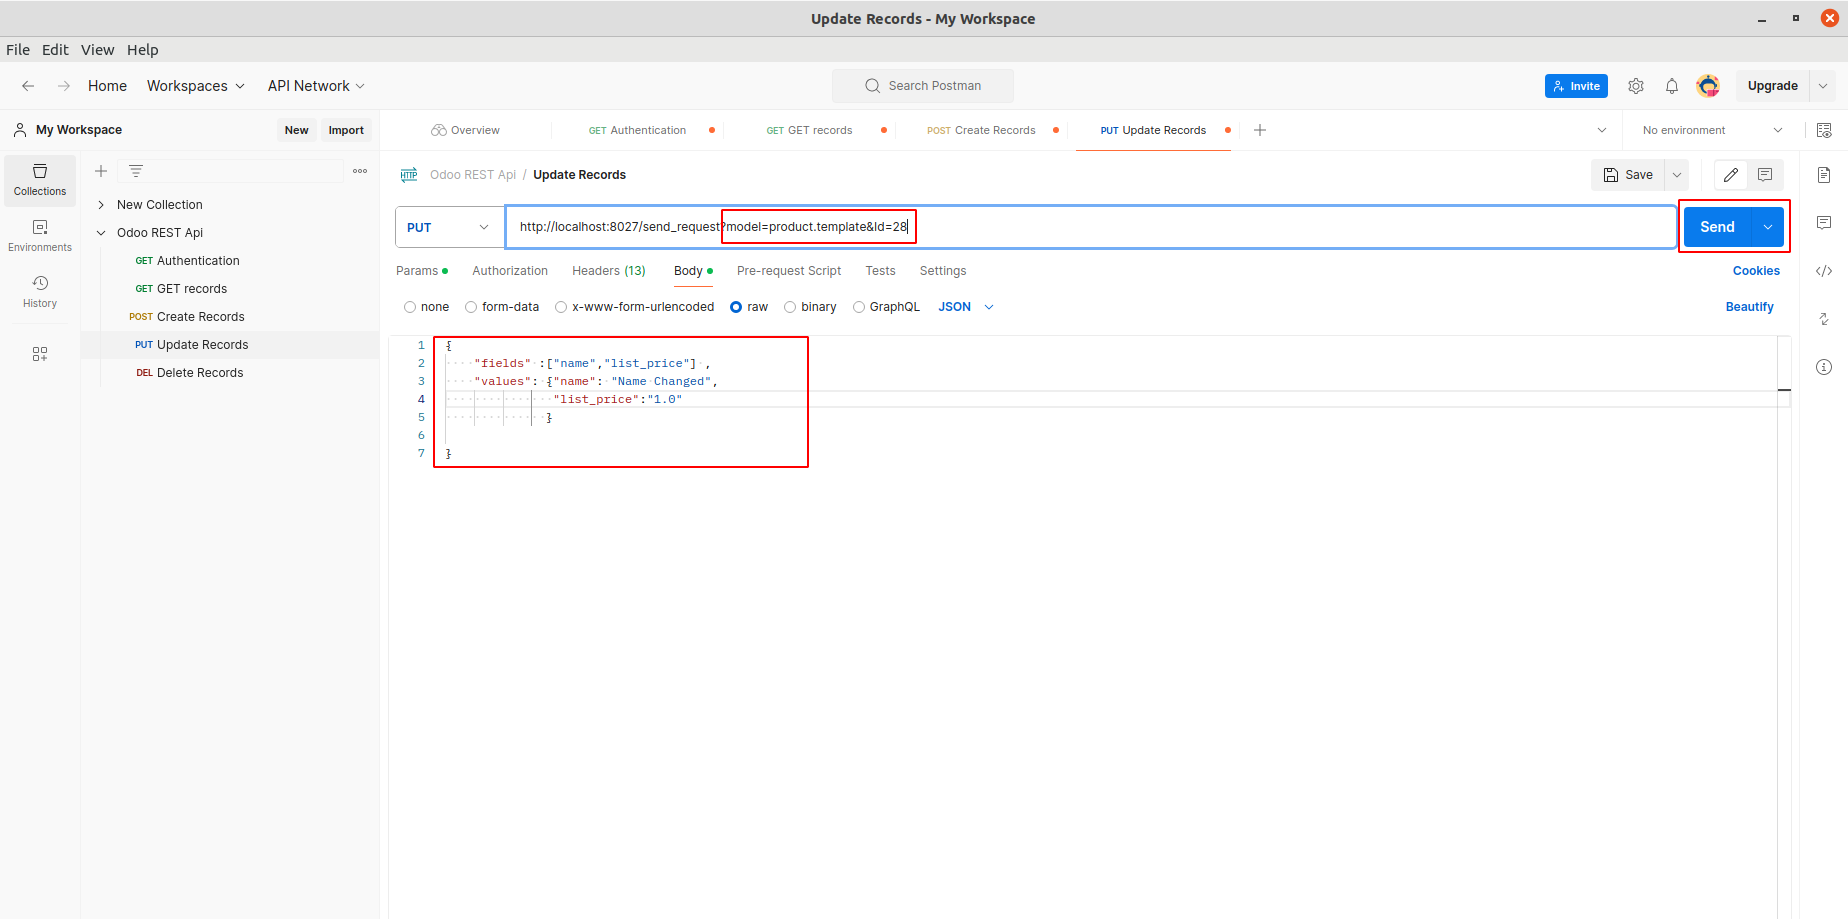 Update Records - My Workspace
File Edit View Help
Home Workspaces API Network Search Postman Invite Upgrade
My Workspace New Import
Overview GET Authentication GET GET records POST Create Records PUT Update Records No environment
Collections
Environments
History
New Collection
Odoo REST Api
GET Authentication
GET GET records
POST Create Records
PUT Update Records
DEL Delete Records
HTTP Odoo REST Api / Update Records Save
PUT http://localhost:8027/send_request?model=product.template&Id=28 Send
Params Authorization Headers (13) Body Pre-request Script Tests Settings Cookies
none form-data x-www-form-urlencoded raw binary GraphQL JSON Beautify
1 {
2 "fields" :["name","list_price"] ,
3 "values": {"name": "Name Changed",
4 "list_price":"1.0"
5 }
6
7 }